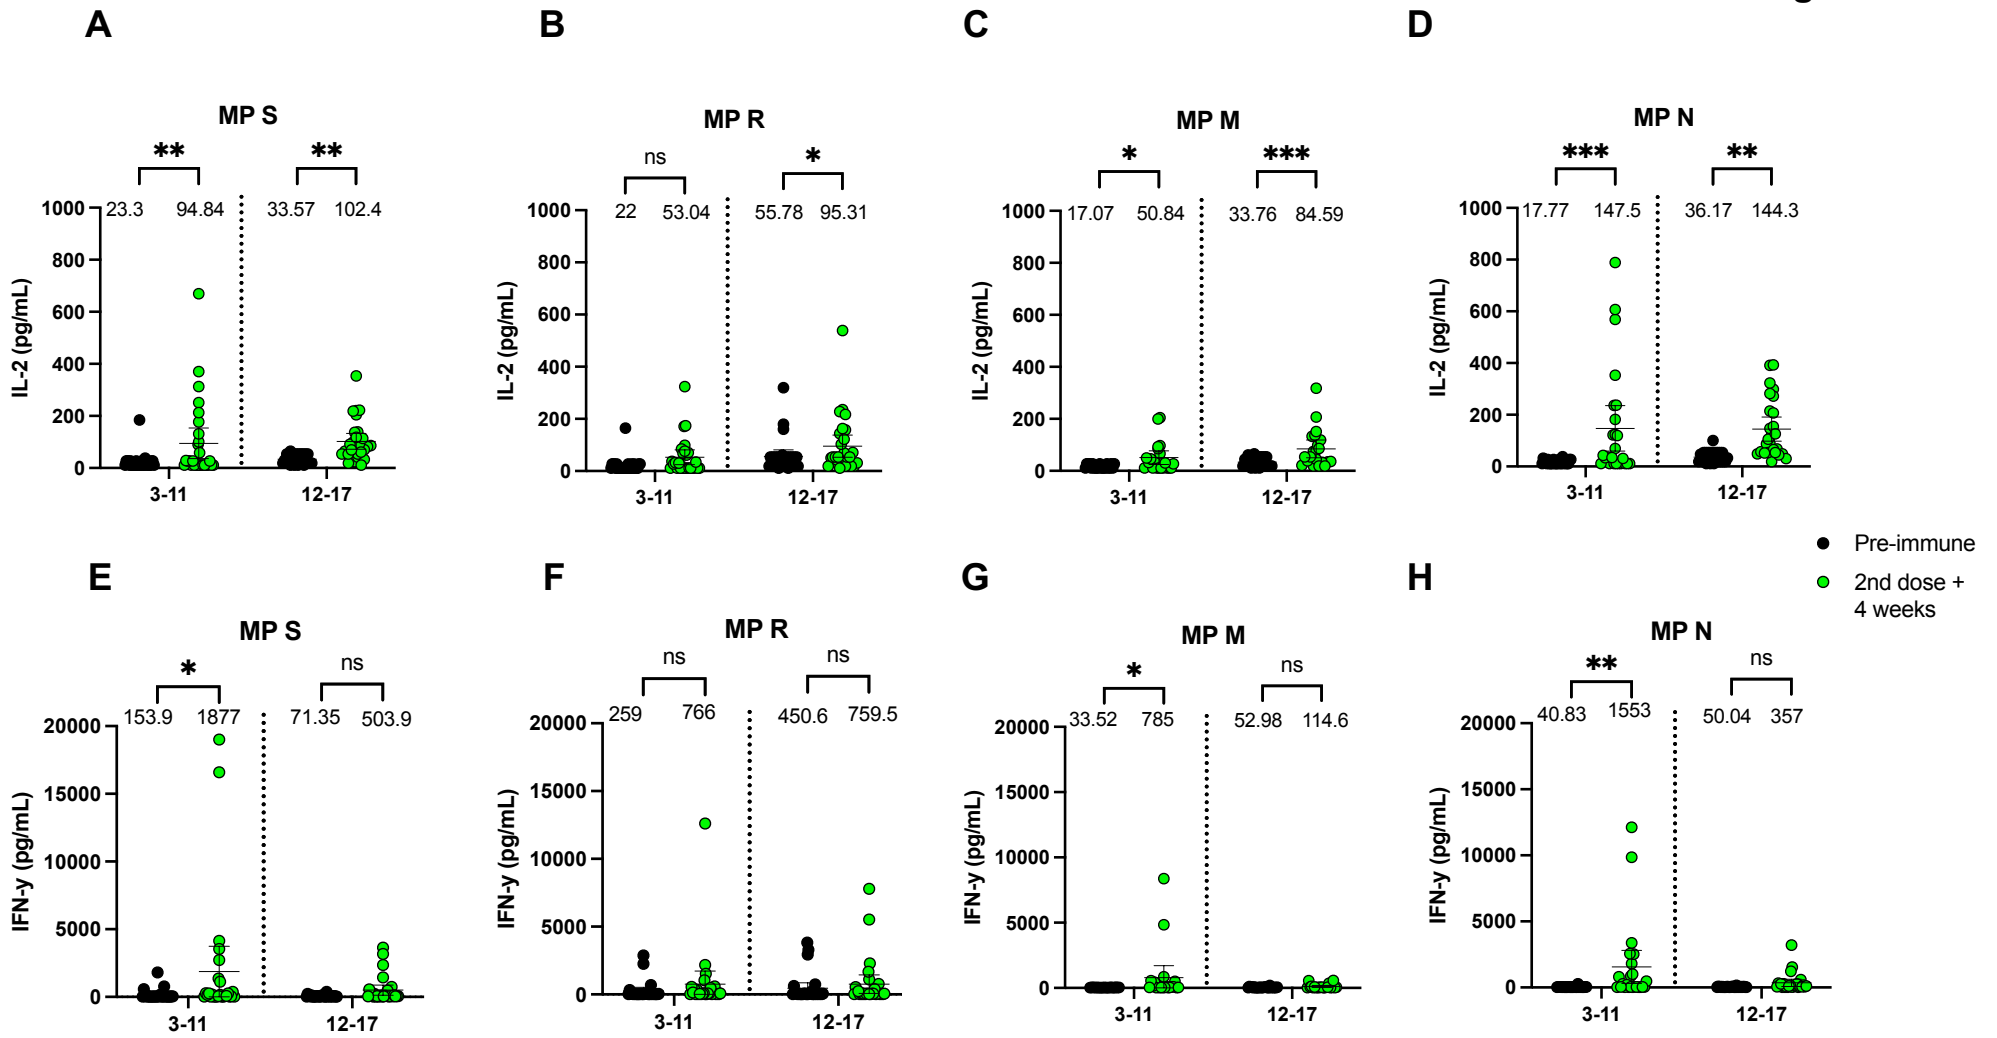 A
B
C
D
MP S
** **
23.3 94.84 33.57 102.4
IL-2 (pg/mL)
1000
800
600
400
200
0
3-11 12-17
MP R
ns *
22 53.04 55.78 95.31
IL-2 (pg/mL)
1000
800
600
400
200
0
3-11 12-17
MP M
* ***
17.07 50.84 33.76 84.59
IL-2 (pg/mL)
1000
800
600
400
200
0
3-11 12-17
MP N
*** **
17.77 147.5 36.17 144.3
IL-2 (pg/mL)
1000
800
600
400
200
0
3-11 12-17
Pre-immune
2nd dose +
4 weeks
E
F
G
H
MP S
* ns
153.9 1877 71.35 503.9
IFN-y (pg/mL)
20000
15000
10000
5000
0
3-11 12-17
MP R
ns ns
259 766 450.6 759.5
IFN-y (pg/mL)
20000
15000
10000
5000
0
3-11 12-17
MP M
* ns
33.52 785 52.98 114.6
IFN-y (pg/mL)
20000
15000
10000
5000
0
3-11 12-17
MP N
** ns
40.83 1553 50.04 357
IFN-y (pg/mL)
20000
15000
10000
5000
0
3-11 12-17